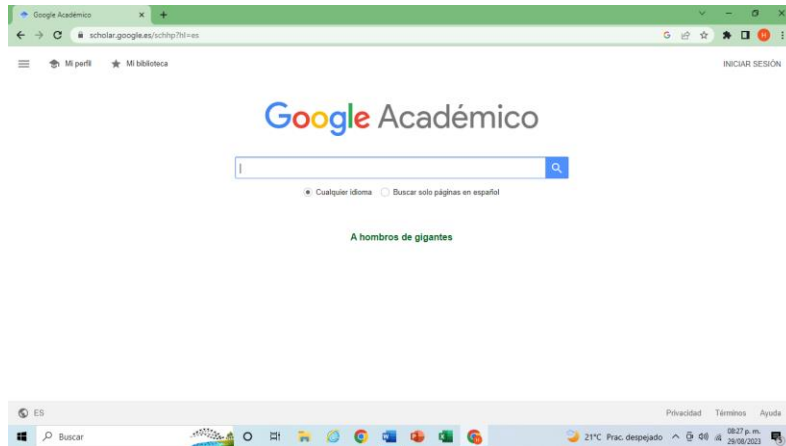 Google Académico
scholar.google.es/schhp?hl=es
Mi perfil Mi biblioteca INICIAR SESIÓN
Google Académico
Cualquier idioma Buscar solo páginas en español
A hombros de gigantes
ES Privacidad Términos Ayuda
Buscar 21°C Prac. despejado 08:27 p. m.
29/08/2023